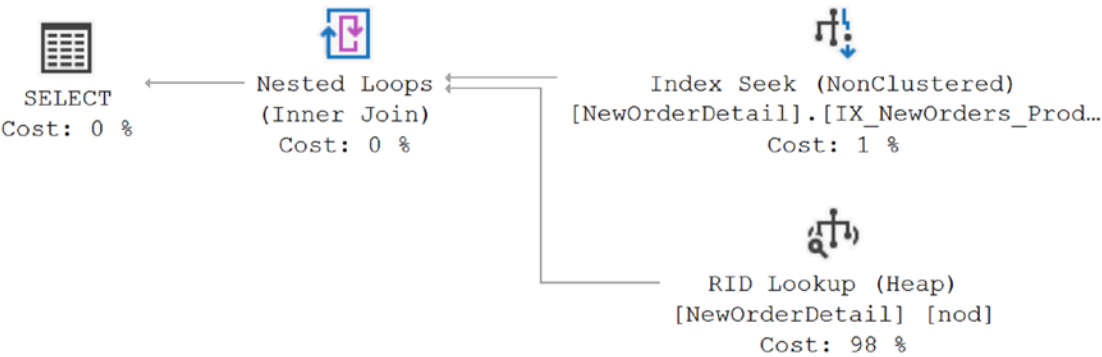 SELECT
Cost: 0 %
Nested Loops
(Inner Join)
Cost: 0 %
Index Seek (NonClustered)
[NewOrderDetail].[IX_NewOrders_Prod…
Cost: 1 %
RID Lookup (Heap)
[NewOrderDetail] [nod]
Cost: 98 %